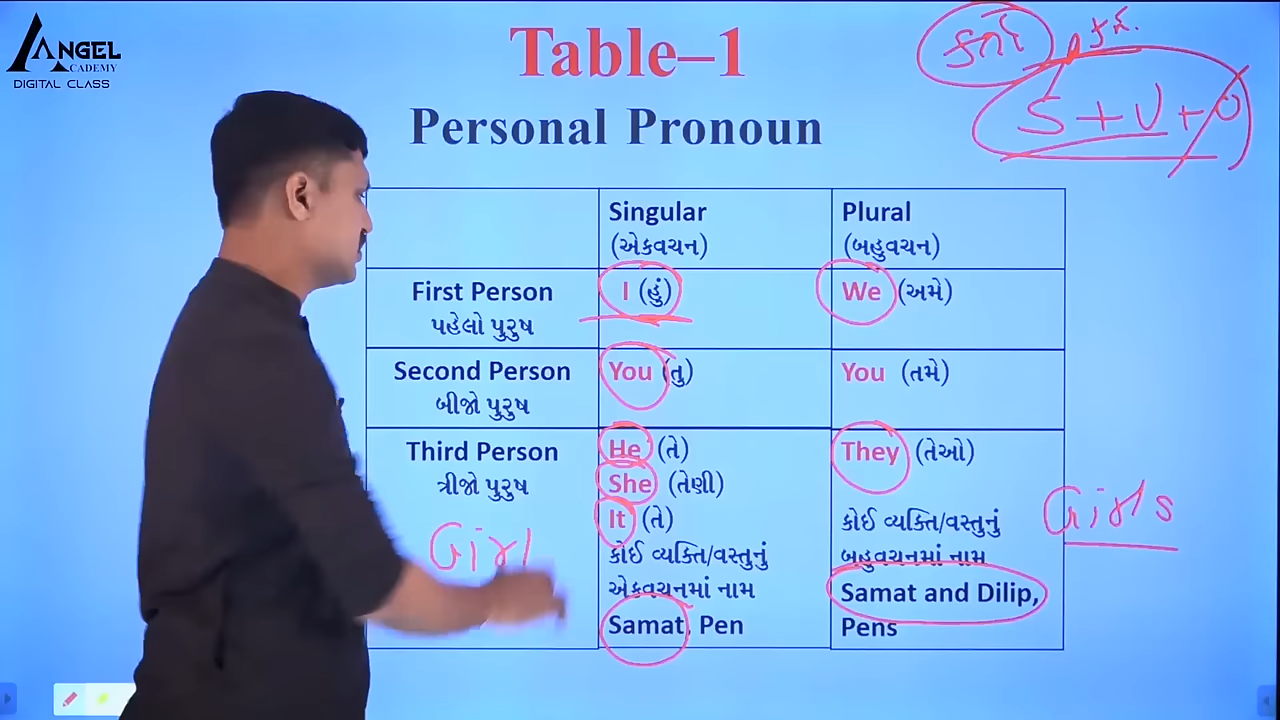 ANGEL
ACADEMY
DIGITAL CLASS
Table–1
Personal Pronoun
S + V + O
Singular
(એકવચન)
Plural
(બહુવચન)
First Person
પહેલો પુરુષ
I (હું)
We (અમે)
Second Person
બીજો પુરુષ
You (તુ)
You (તમે)
Third Person
ત્રીજો પુરુષ
He (તે)
She (તેણી)
It (તે)
કોઈ વ્યક્તિ/વસ્તુનું
એકવચનમાં નામ
Samat, Pen
They (તેઓ)
કોઈ વ્યક્તિ/વસ્તુનું
બહુવચનમાં નામ
Samat and Dilip,
Pens
Girl
Girls